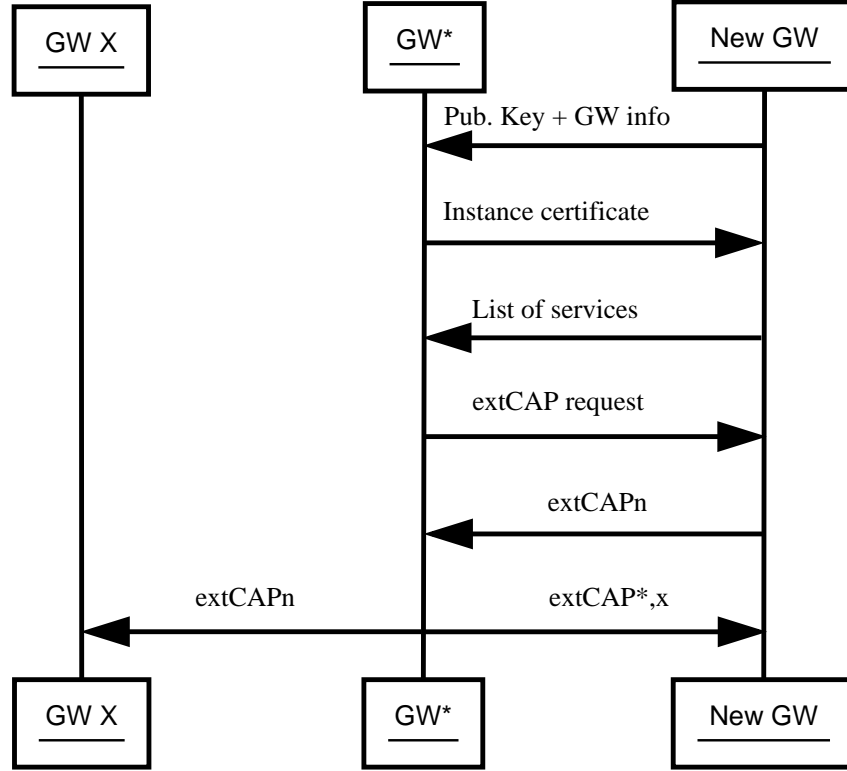 GW X
GW*
New GW
Pub. Key + GW info
Instance certificate
List of services
extCAP request
extCAPn
extCAPn
extCAP*,x
GW X
GW*
New GW